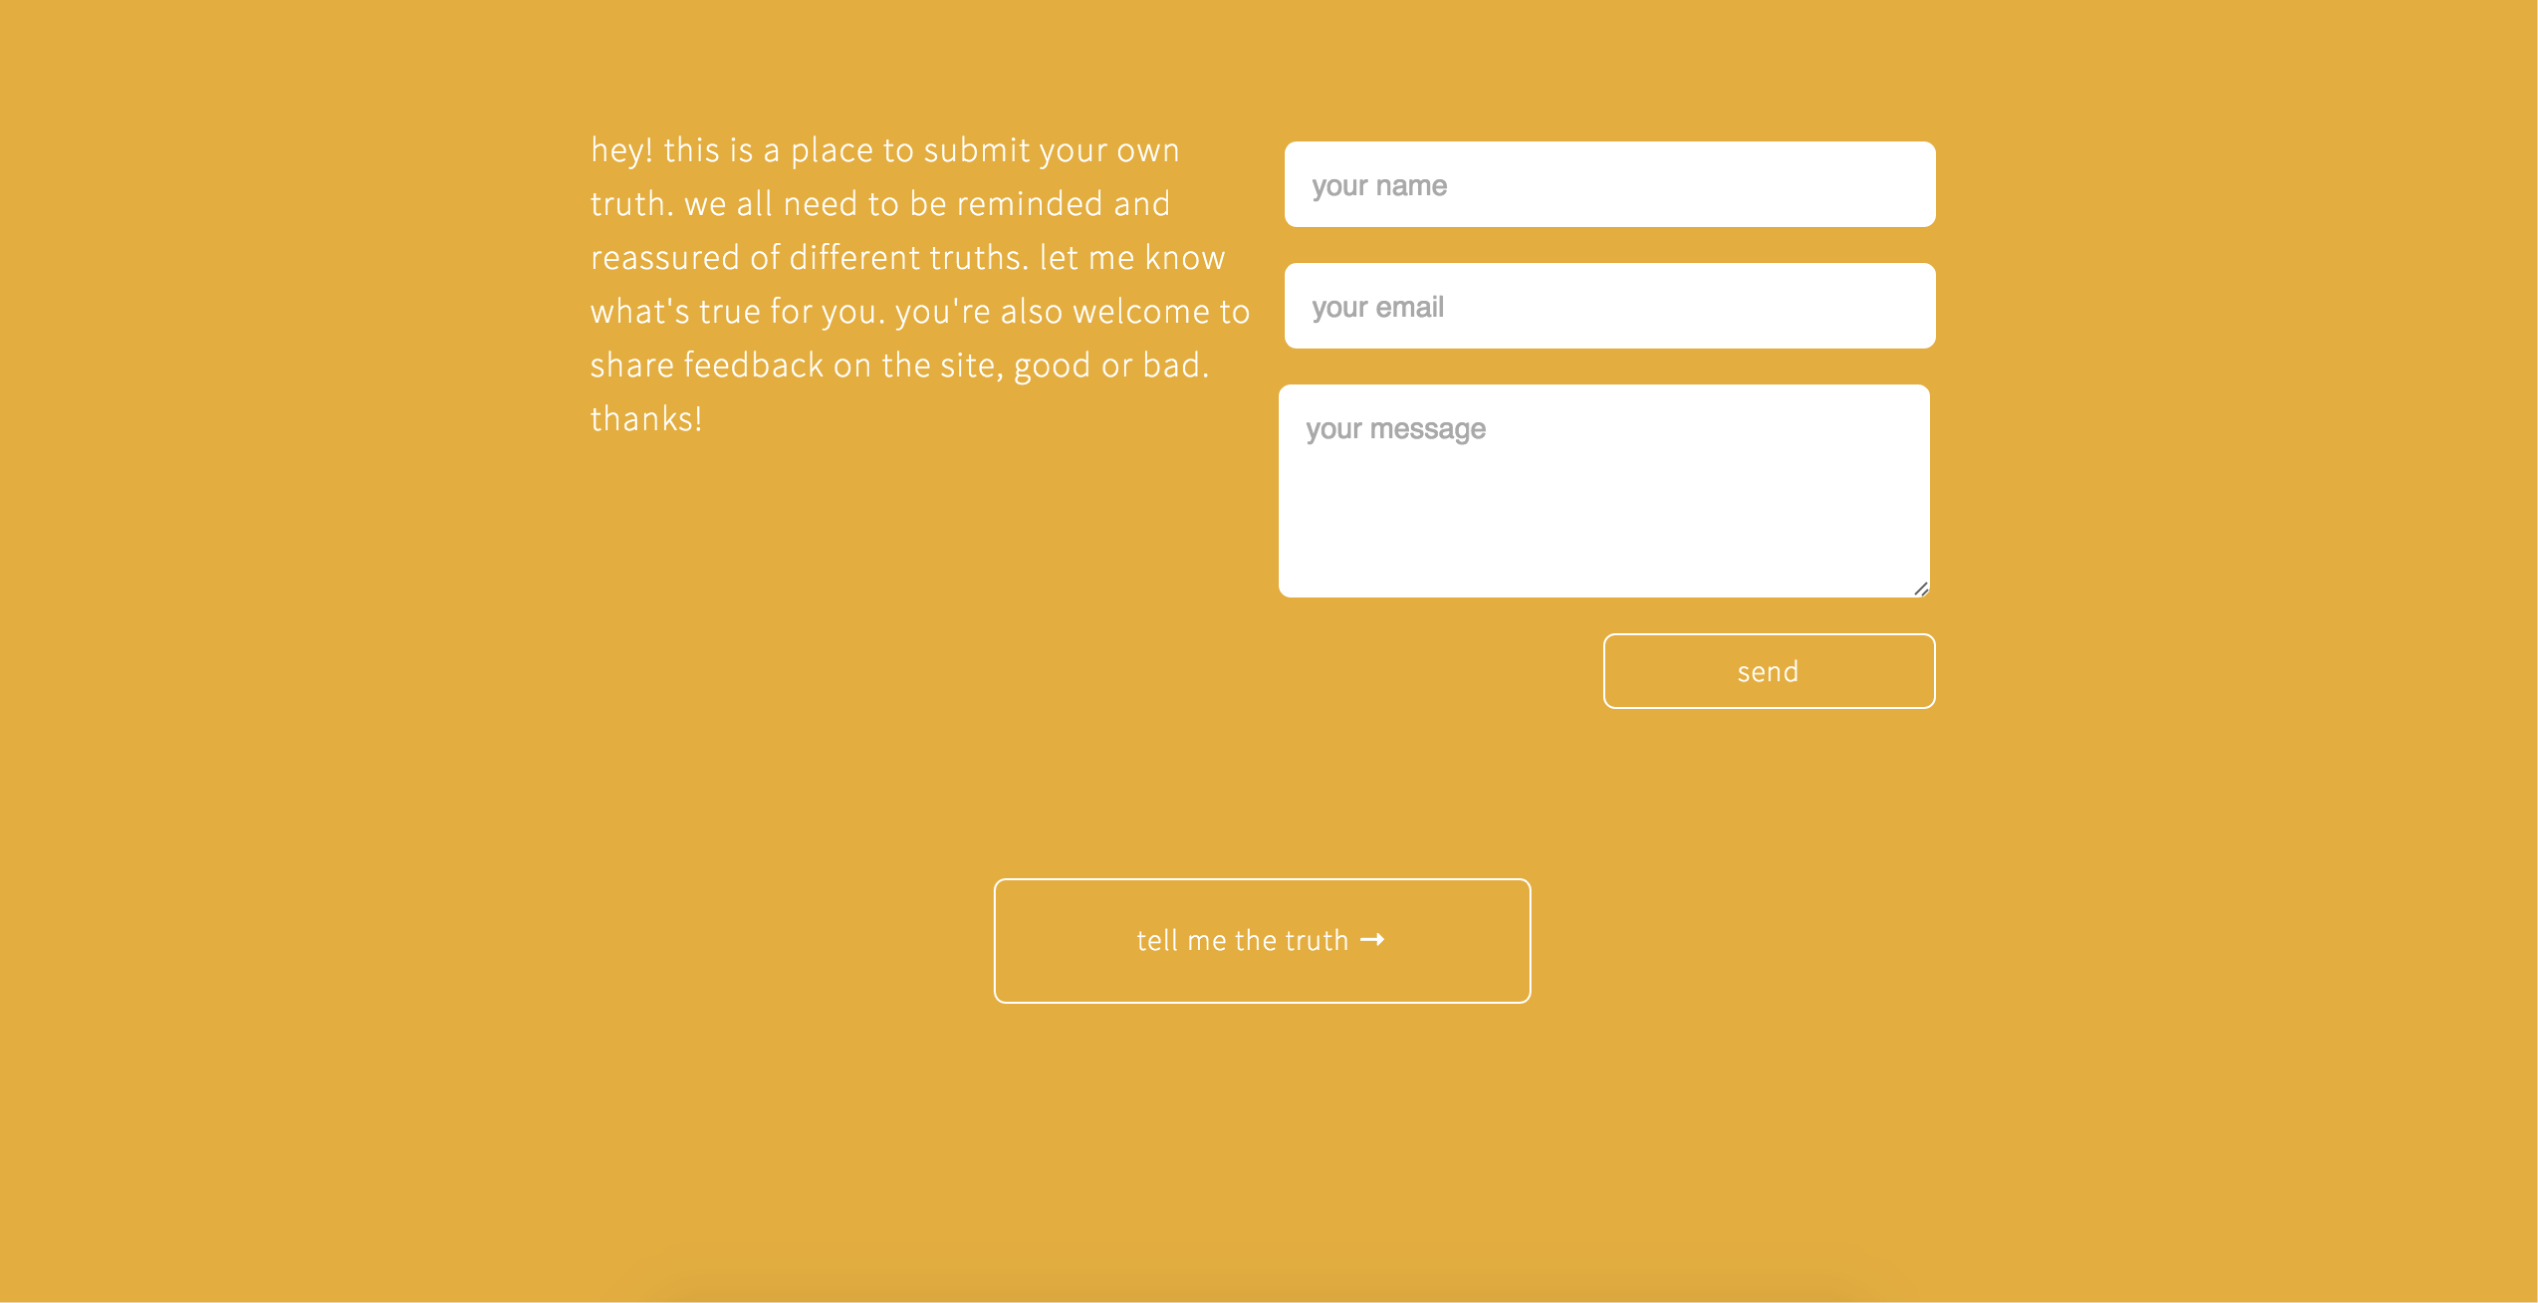 hey! this is a place to submit your own
truth. we all need to be reminded and
reassured of different truths. let me know
what's true for you. you're also welcome to
share feedback on the site, good or bad.
thanks!
your name
your email
your message
send
tell me the truth →